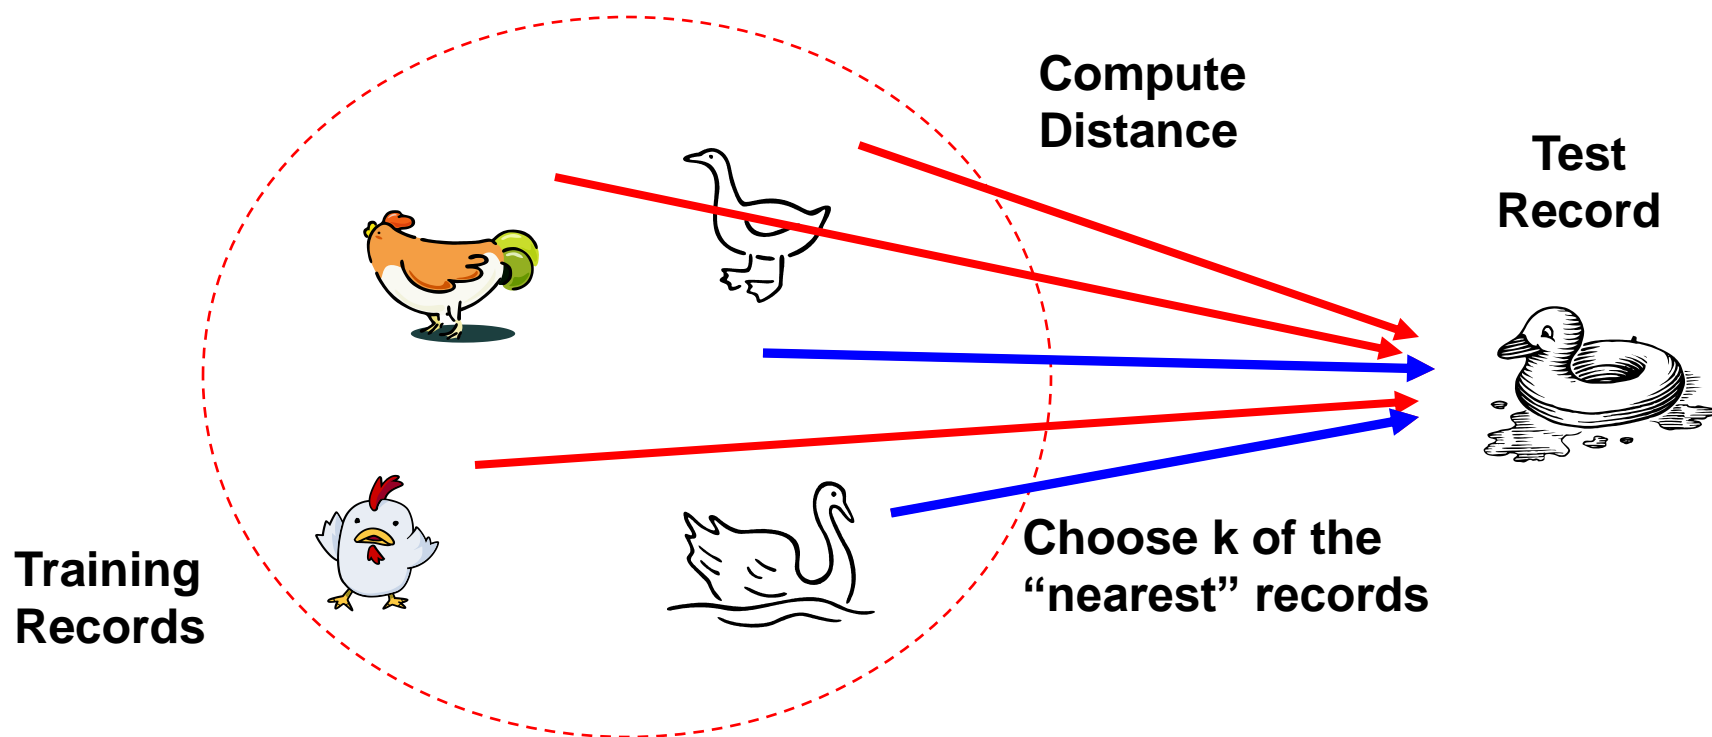 Compute
Distance
Test
Record
Choose k of the
“nearest” records
Training
Records